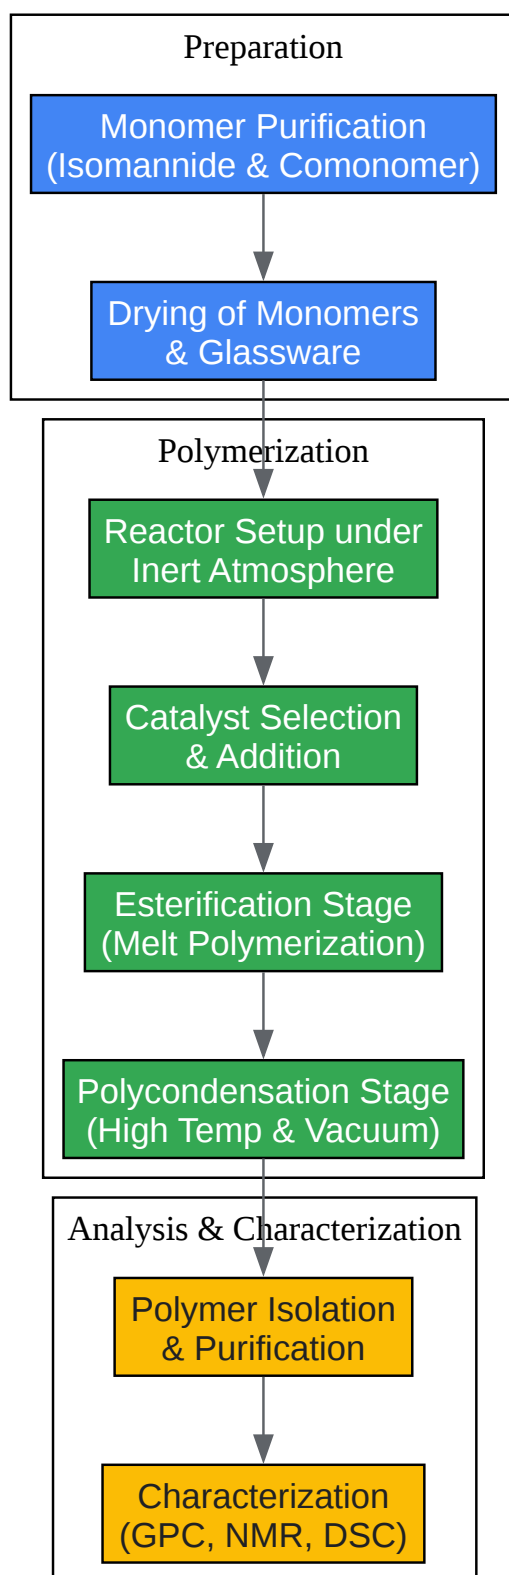 Preparation
Monomer Purification
(Isomannide & Comonomer)
Drying of Monomers
& Glassware
Polymerization
Reactor Setup under
Inert Atmosphere
Catalyst Selection
& Addition
Esterification Stage
(Melt Polymerization)
Polycondensation Stage
(High Temp & Vacuum)
Analysis & Characterization
Polymer Isolation
& Purification
Characterization
(GPC, NMR, DSC)